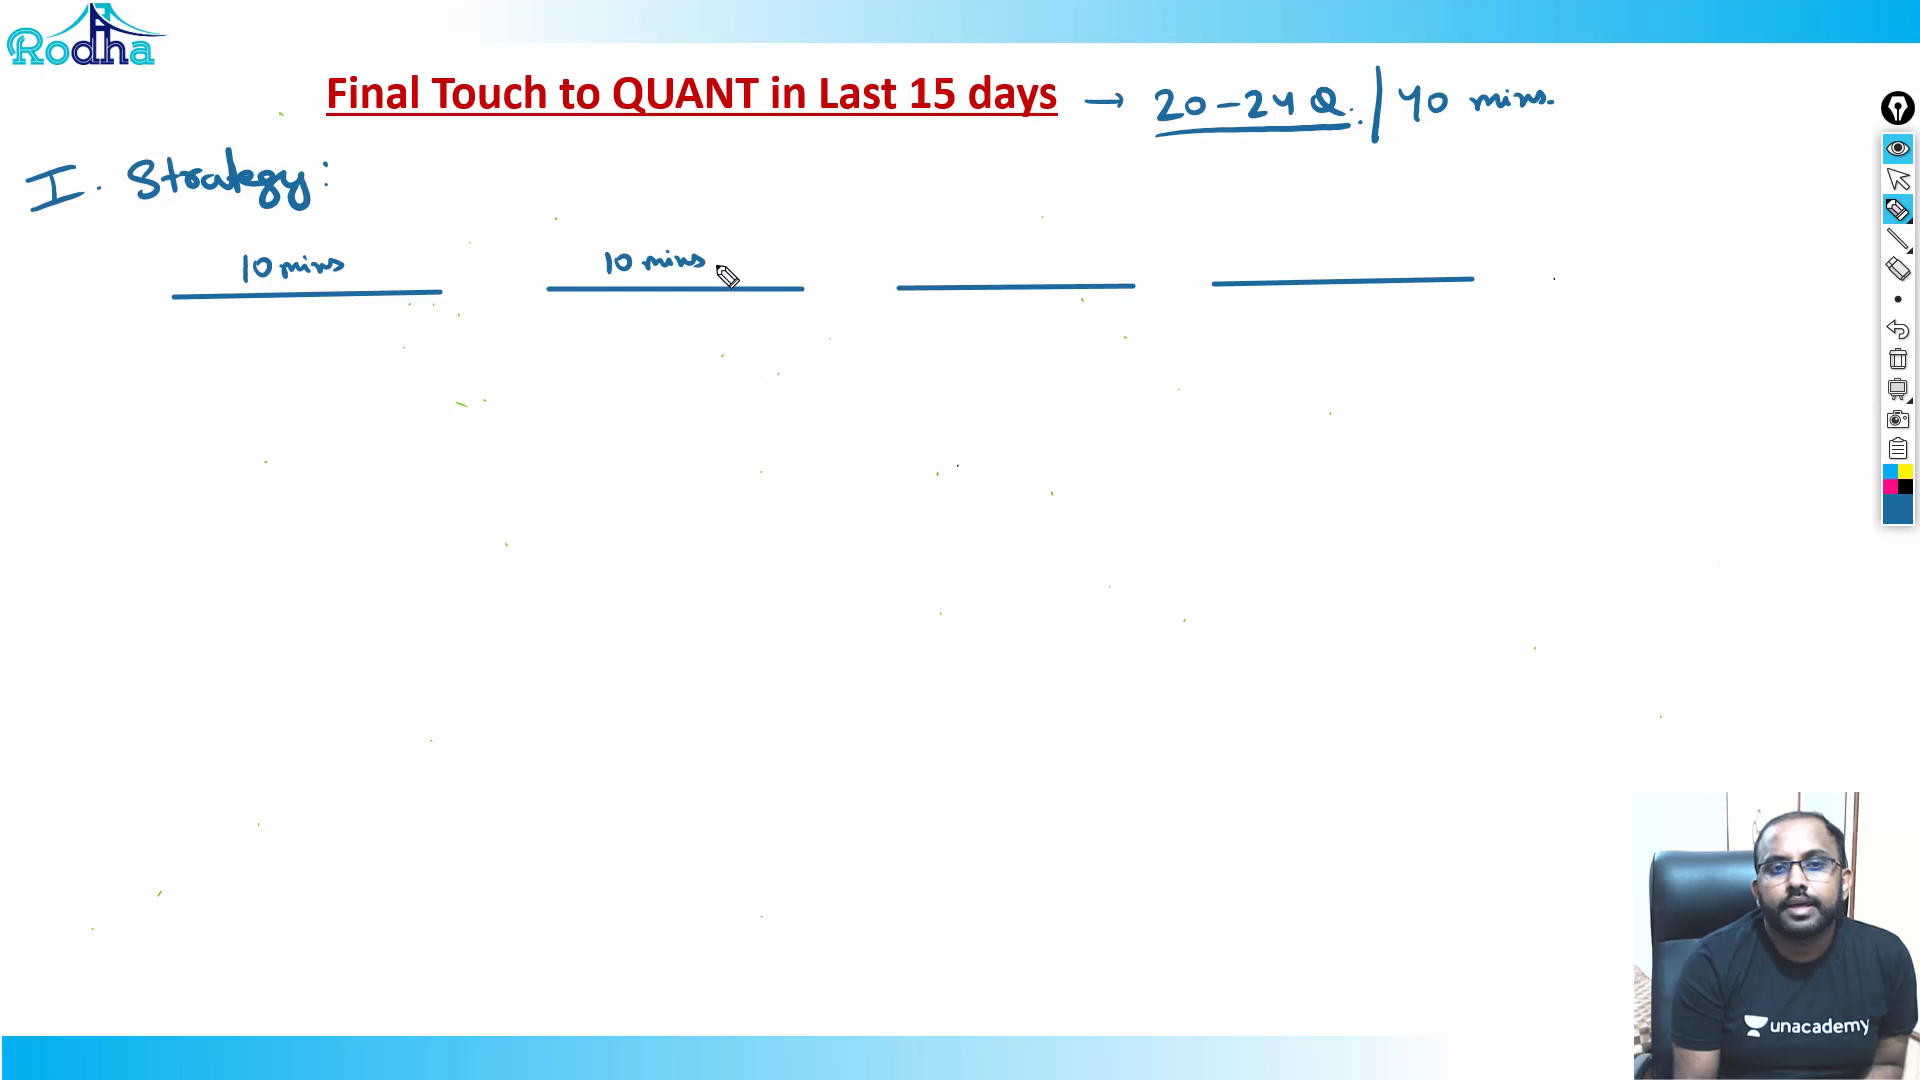 Rodha
Final Touch to QUANT in Last 15 days → 20-24 Q. / 40 mins.
I. Strategy:
10 mins 10 mins
unacademy